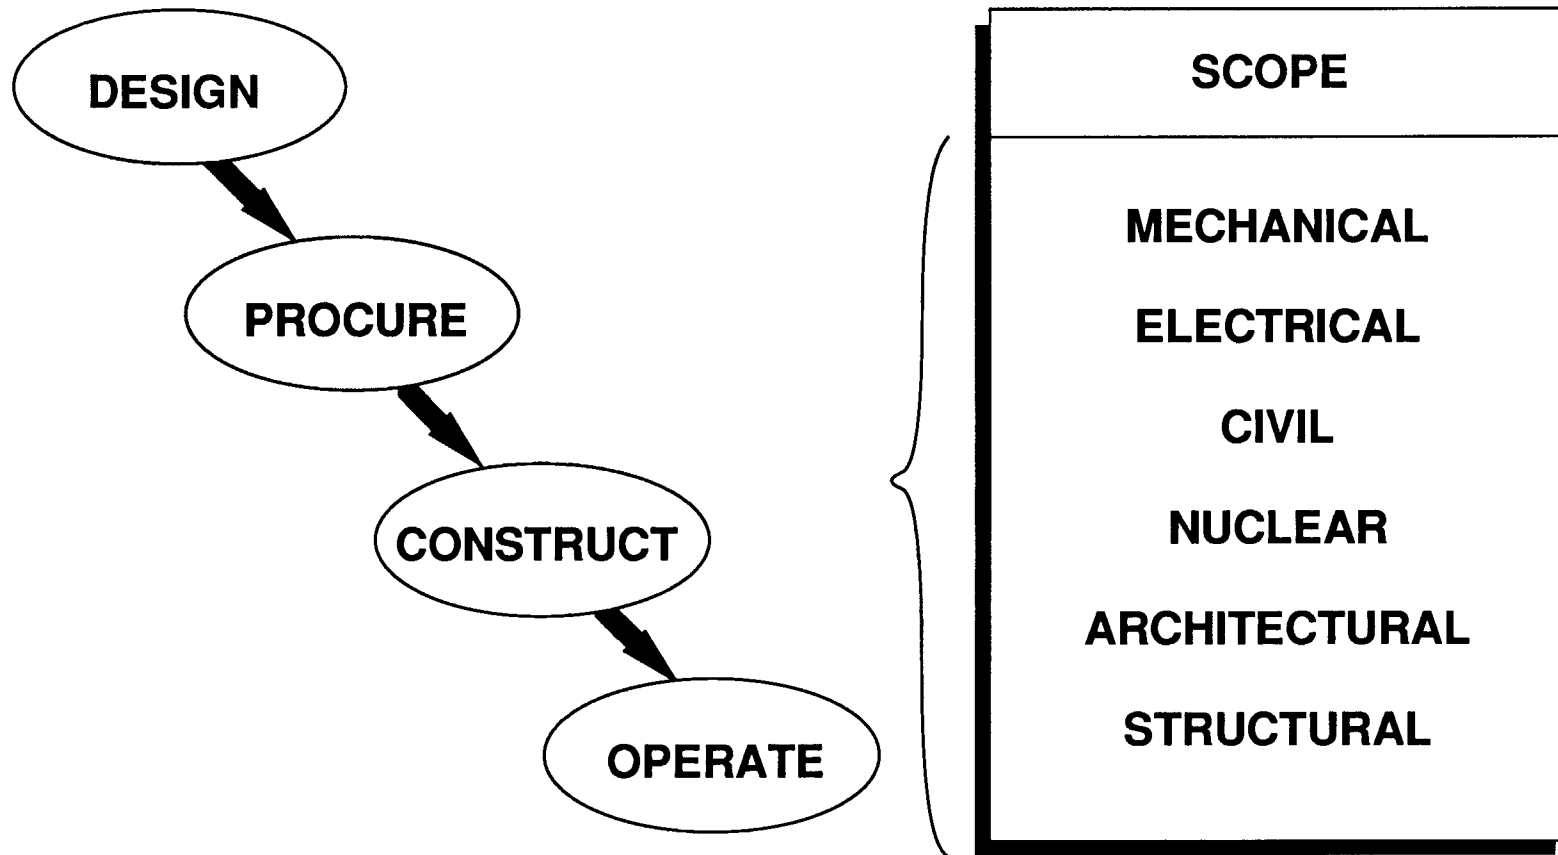 DESIGN
PROCURE
CONSTRUCT
OPERATE
SCOPE
MECHANICAL
ELECTRICAL
CIVIL
NUCLEAR
ARCHITECTURAL
STRUCTURAL